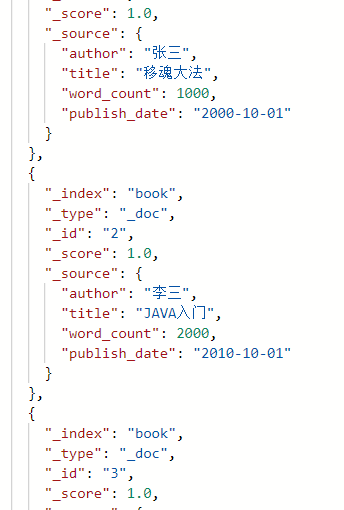 "_score": 1.0,
"_source": {
"author": "张三",
"title": "移魂大法",
"word_count": 1000,
"publish_date": "2000-10-01"
}
},
{
"_index": "book",
"_type": "_doc",
"_id": "2",
"_score": 1.0,
"_source": {
"author": "李三",
"title": "JAVA入门",
"word_count": 2000,
"publish_date": "2010-10-01"
}
},
{
"_index": "book",
"_type": "_doc",
"_id": "3",
"_score": 1.0,